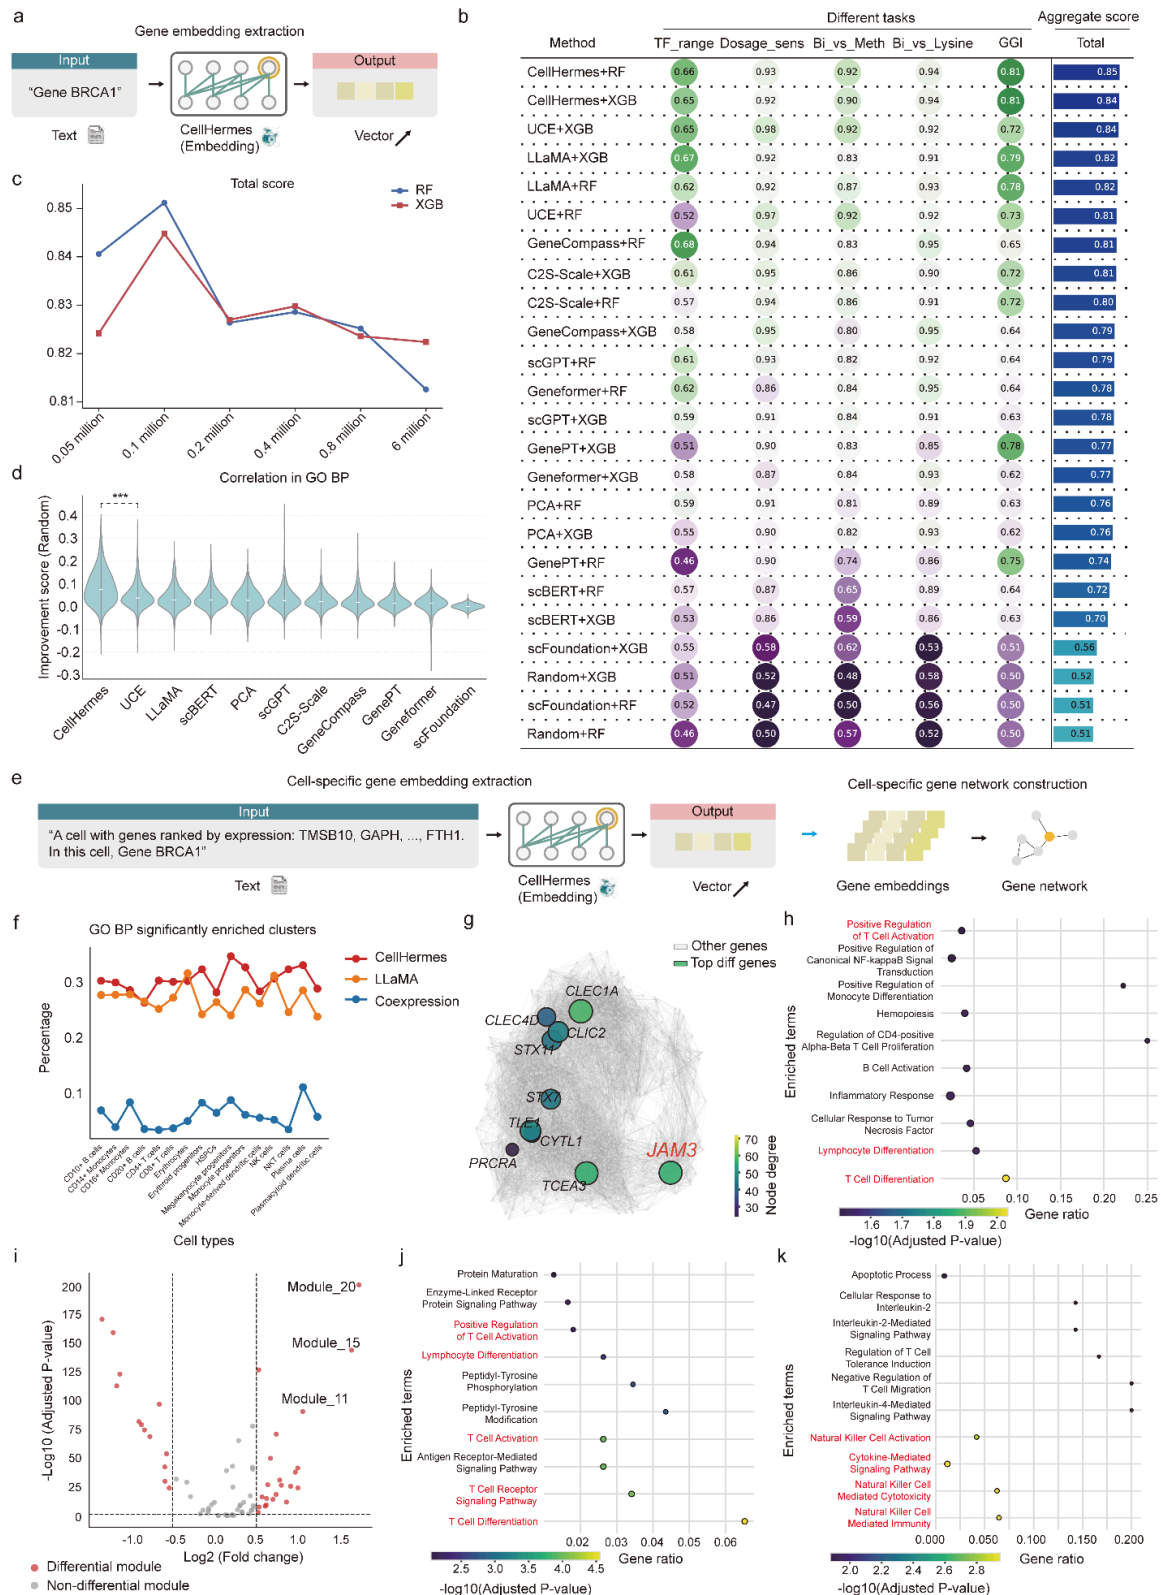 a
Gene embedding extraction
Input
"Gene BRCA1"
Text
CellHermes
(Embedding)
Output
Vector
b
Different tasks
Aggregate score
Method TF_range Dosage_sens Bi_vs_Meth Bi_vs_Lysine GGI Total
CellHermes+RF 0.66 0.93 0.92 0.94 0.81 0.85
CellHermes+XGB 0.65 0.92 0.90 0.94 0.81 0.84
UCE+XGB 0.65 0.98 0.92 0.92 0.72 0.84
LLaMA+XGB 0.67 0.92 0.83 0.91 0.79 0.82
LLaMA+RF 0.62 0.92 0.87 0.93 0.78 0.82
UCE+RF 0.52 0.97 0.92 0.92 0.73 0.81
GeneCompass+RF 0.68 0.94 0.83 0.95 0.65 0.81
C2S-Scale+XGB 0.61 0.95 0.86 0.90 0.72 0.81
C2S-Scale+RF 0.57 0.94 0.86 0.91 0.72 0.80
GeneCompass+XGB 0.58 0.95 0.80 0.95 0.64 0.79
scGPT+RF 0.61 0.93 0.82 0.92 0.64 0.79
Geneformer+RF 0.62 0.86 0.84 0.95 0.64 0.78
scGPT+XGB 0.59 0.91 0.84 0.91 0.63 0.78
GenePT+XGB 0.51 0.90 0.83 0.85 0.78 0.77
Geneformer+XGB 0.58 0.87 0.84 0.93 0.62 0.77
PCA+RF 0.59 0.91 0.81 0.89 0.63 0.76
PCA+XGB 0.55 0.90 0.82 0.93 0.62 0.76
GenePT+RF 0.46 0.90 0.74 0.86 0.75 0.74
scBERT+RF 0.57 0.87 0.65 0.89 0.64 0.72
scBERT+XGB 0.53 0.86 0.59 0.86 0.63 0.70
scFoundation+XGB 0.55 0.58 0.62 0.53 0.51 0.56
Random+XGB 0.51 0.52 0.48 0.58 0.50 0.52
scFoundation+RF 0.52 0.47 0.50 0.56 0.50 0.51
Random+RF 0.46 0.50 0.57 0.52 0.50 0.51
c
Total score
RF
XGB
0.85
0.84
0.83
0.82
0.81
0.05 million
0.1 million
0.2 million
0.4 million
0.8 million
6 million
d
Correlation in GO BP
***
Improvement score (Random)
0.4
0.3
0.2
0.1
0.0
-0.1
-0.2
-0.3
CellHermes
UCE
LLaMA
scBERT
PCA
scGPT
C2S-Scale
GeneCompass
GenePT
Geneformer
scFoundation
e
Cell-specific gene embedding extraction
Input
"A cell with genes ranked by expression: TMSB10, GAPH, ..., FTH1.
In this cell, Gene BRCA1"
Text
CellHermes
(Embedding)
Output
Vector
Cell-specific gene network construction
Gene embeddings
Gene network
f
GO BP significantly enriched clusters
CellHermes
LLaMA
Coexpression
Percentage
0.3
0.2
0.1
CD10+ B cells
CD14+ Monocytes
CD16+ Monocytes
CD20+ B cells
CD4+ T cells
CD8+ T cells
Erythrocytes
Erythroid progenitors
HSPCs
Megakaryocyte progenitors
Monocyte progenitors
Monocyte-derived dendritic cells
NK cells
NKT cells
Plasma cells
Plasmacytoid dendritic cells
Cell types
g
Other genes
Top diff genes
CLEC1A
CLEC4D
CLIC2
STX11
STX7
TLE1
CYTL1
PRCRA
TCEA3
JAM3
70
60
50
40
30
Node degree
h
Enriched terms
Positive Regulation
of T Cell Activation
Positive Regulation of
Canonical NF-kappaB Signal
Transduction
Positive Regulation of
Monocyte Differentiation
Hemopoiesis
Regulation of CD4-positive
Alpha-Beta T Cell Proliferation
B Cell Activation
Inflammatory Response
Cellular Response to Tumor
Necrosis Factor
Lymphocyte Differentiation
T Cell Differentiation
0.05 0.10 0.15 0.20 0.25
Gene ratio
1.6 1.7 1.8 1.9 2.0
-log10(Adjusted P-value)
i
-Log10 (Adjusted P-value)
200
175
150
125
100
75
50
25
0
Module_20
Module_15
Module_11
-1.0 -0.5 0.0 0.5 1.0 1.5
Log2 (Fold change)
Differential module
Non-differential module
j
Enriched terms
Protein Maturation
Enzyme-Linked Receptor
Protein Signaling Pathway
Positive Regulation
of T Cell Activation
Lymphocyte Differentiation
Peptidyl-Tyrosine
Phosphorylation
Peptidyl-Tyrosine
Modification
T Cell Activation
Antigen Receptor-Mediated
Signaling Pathway
T Cell Receptor
Signaling Pathway
T Cell Differentiation
0.02 0.03 0.04 0.05 0.06
Gene ratio
2.5 3.0 3.5 4.0 4.5
-log10(Adjusted P-value)
k
Enriched terms
Apoptotic Process
Cellular Response to
Interleukin-2
Interleukin-2-Mediated
Signaling Pathway
Regulation of T Cell
Tolerance Induction
Negative Regulation of
T Cell Migration
Interleukin-4-Mediated
Signaling Pathway
Natural Killer Cell Activation
Cytokine-Mediated
Signaling Pathway
Natural Killer Cell
Mediated Cytotoxicity
Natural Killer Cell
Mediated Immunity
0.000 0.050 0.100 0.150 0.200
Gene ratio
2.0 2.2 2.4 2.6 2.8
-log10(Adjusted P-value)